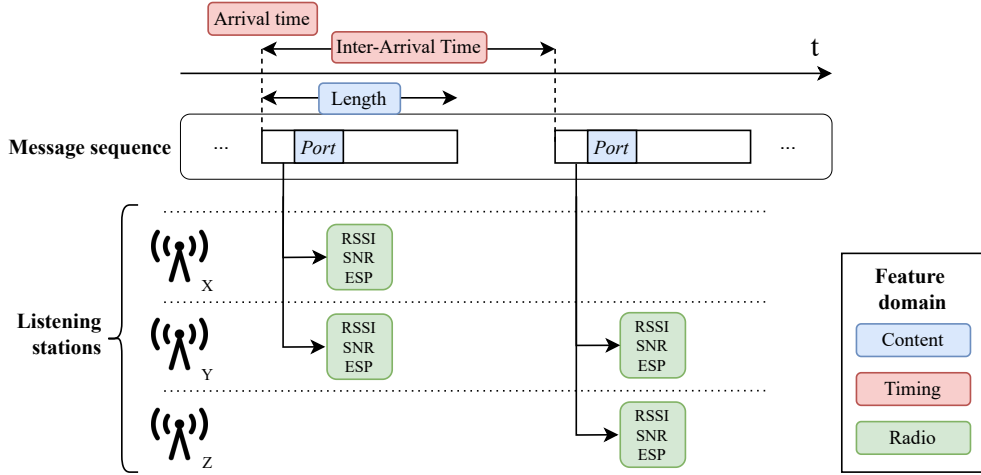 Arrival time
Inter-Arrival Time
t
Length
Message sequence
...
Port
Port
...
RSSI
SNR
ESP
X
Listening
stations
RSSI
SNR
ESP
Y
RSSI
SNR
ESP
RSSI
SNR
ESP
Z
Feature
domain
Content
Timing
Radio